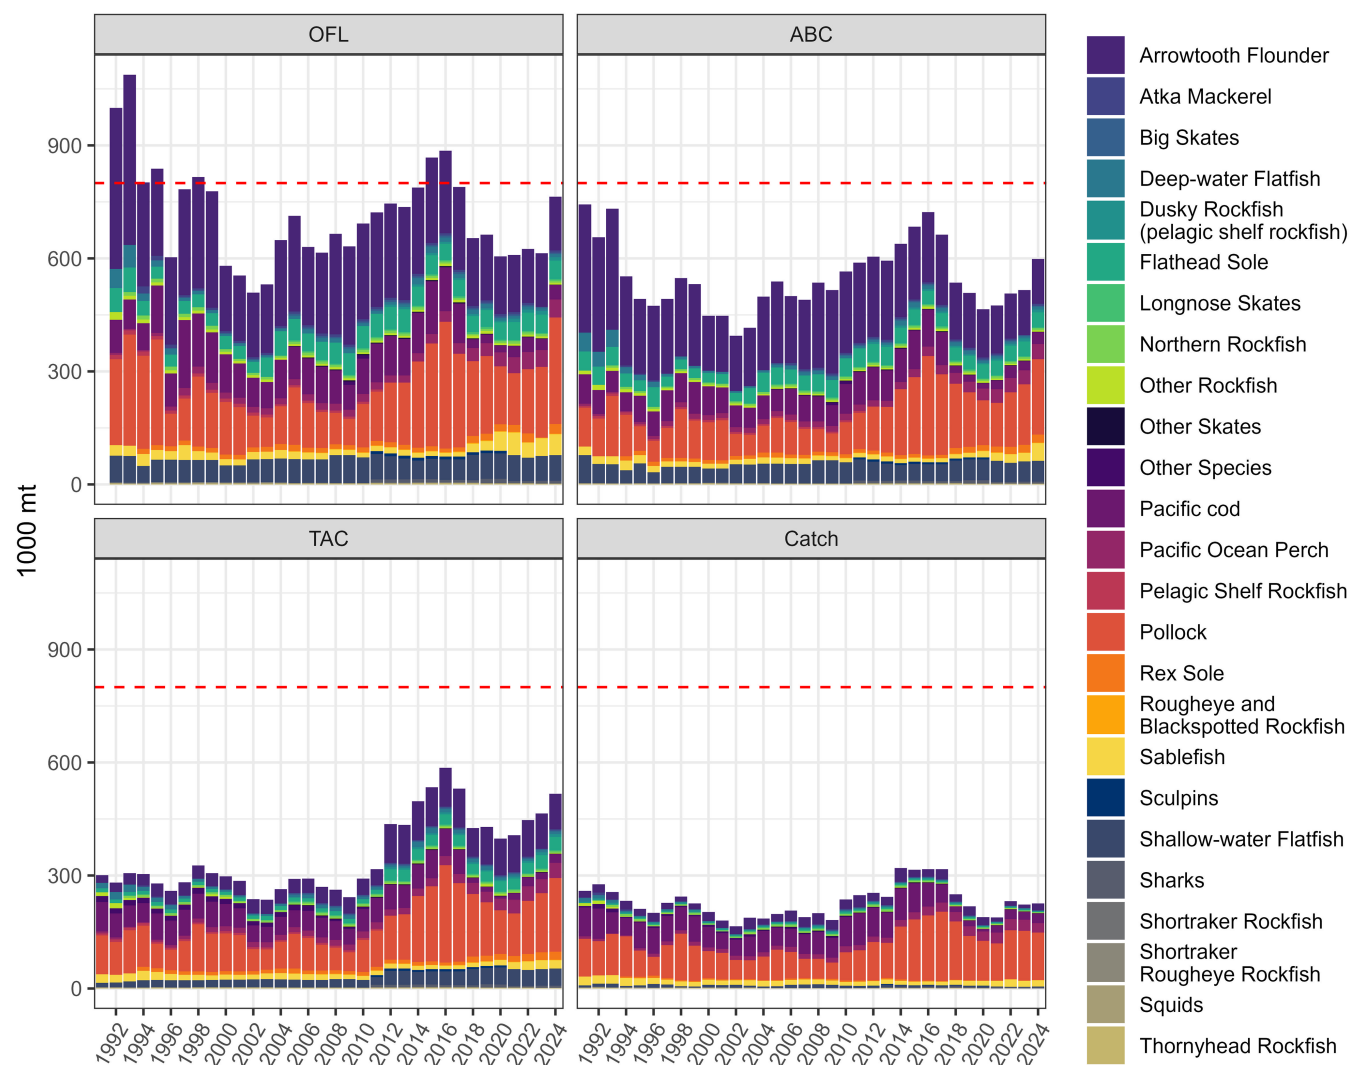 OFL
ABC
900
600
300
0
TAC
Catch
900
600
300
0
1000 mt
1992
1994
1996
1998
2000
2002
2004
2006
2008
2010
2012
2014
2016
2018
2020
2022
2024
1992
1994
1996
1998
2000
2002
2004
2006
2008
2010
2012
2014
2016
2018
2020
2022
2024
Arrowtooth Flounder
Atka Mackerel
Big Skates
Deep-water Flatfish
Dusky Rockfish
(pelagic shelf rockfish)
Flathead Sole
Longnose Skates
Northern Rockfish
Other Rockfish
Other Skates
Other Species
Pacific cod
Pacific Ocean Perch
Pelagic Shelf Rockfish
Pollock
Rex Sole
Rougheye and
Blackspotted Rockfish
Sablefish
Sculpins
Shallow-water Flatfish
Sharks
Shortraker Rockfish
Shortraker
Rougheye Rockfish
Squids
Thornyhead Rockfish